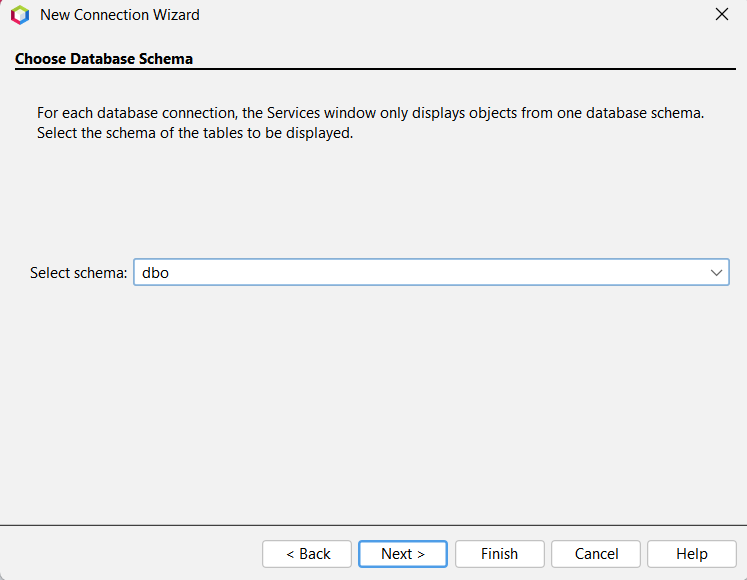 New Connection Wizard
Choose Database Schema
For each database connection, the Services window only displays objects from one database schema.
Select the schema of the tables to be displayed.
Select schema: dbo
< Back Next > Finish Cancel Help